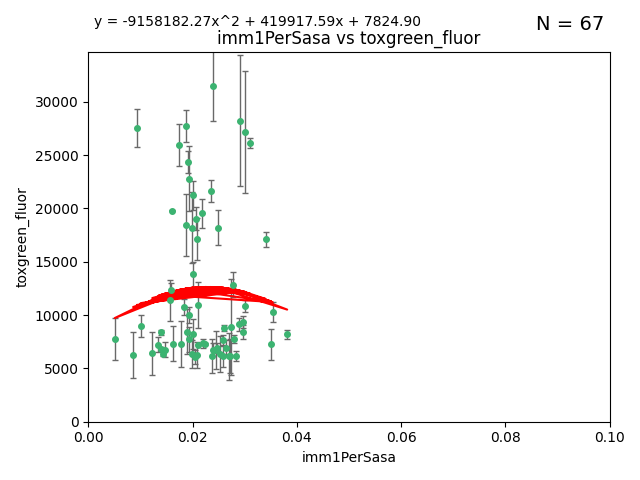 y = -9158182.27x^2 + 419917.59x + 7824.90
N = 67
imm1PerSasa vs toxgreen_fluor
30000
25000
20000
15000
10000
5000
0
toxgreen_fluor
0.00 0.02 0.04 0.06 0.08 0.10
imm1PerSasa